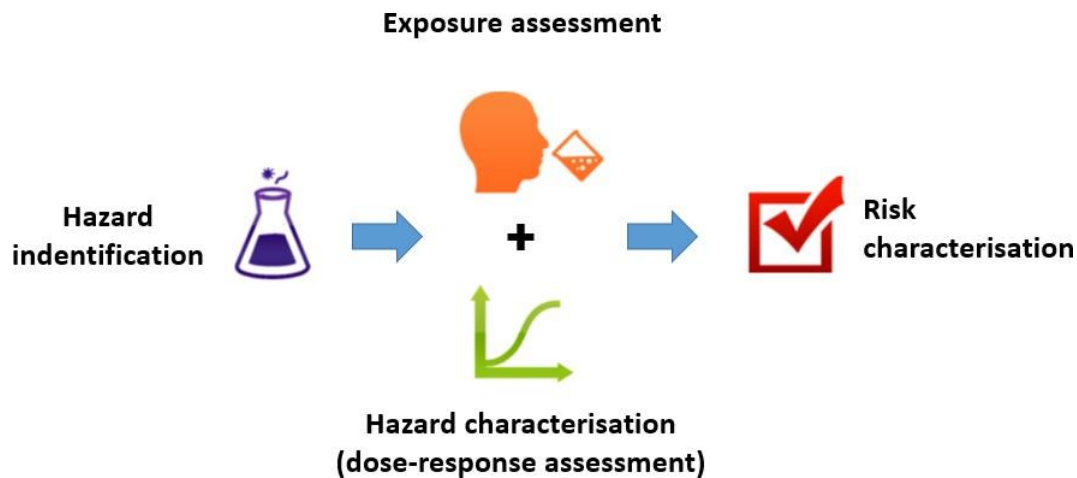 Exposure assessment
Hazard
indentification
+
Risk
characterisation
Hazard characterisation
(dose-response assessment)